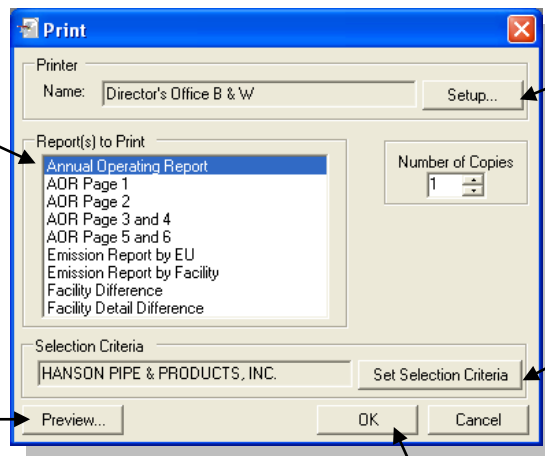 Print
Printer
Name: Director's Office B & W
Setup...
Report(s) to Print
Annual Operating Report
AOR Page 1
AOR Page 2
AOR Page 3 and 4
AOR Page 5 and 6
Emission Report by EU
Emission Report by Facility
Facility Difference
Facility Detail Difference
Number of Copies
1
Selection Criteria
HANSON PIPE & PRODUCTS, INC.
Set Selection Criteria
Preview...
OK
Cancel